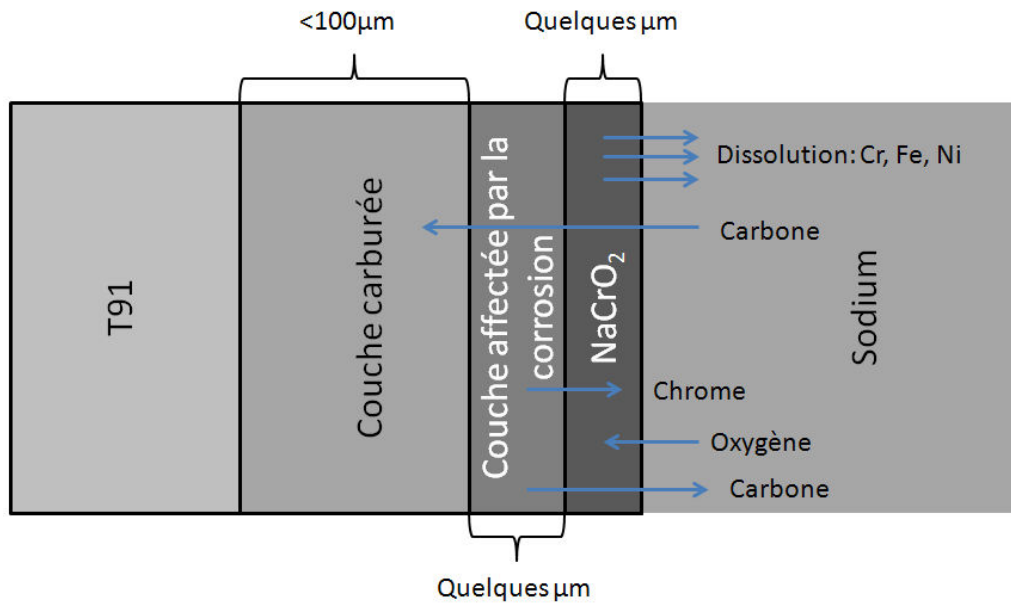 <100µm
Quelques µm
T91
Couche carburée
Couche affectée par la
corrosion
NaCrO₂
Dissolution: Cr, Fe, Ni
Carbone
Sodium
Chrome
Oxygène
Carbone
Quelques µm